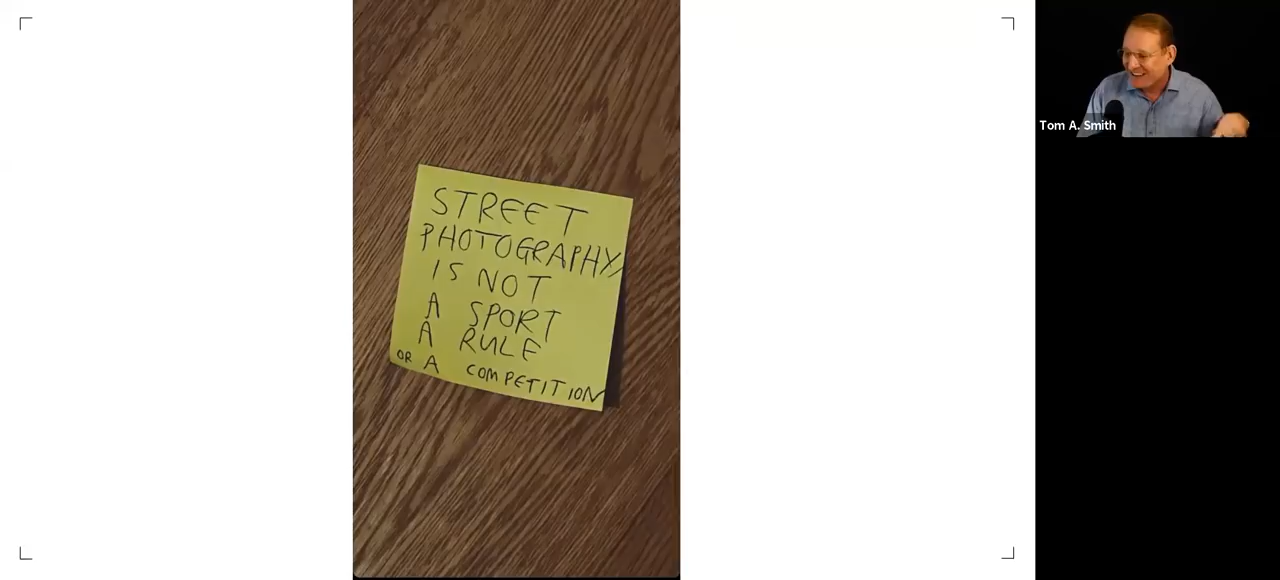 STREET
PHOTOGRAPHY
IS NOT
A SPORT
A RULE
OR A COMPETITION
Tom A. Smith